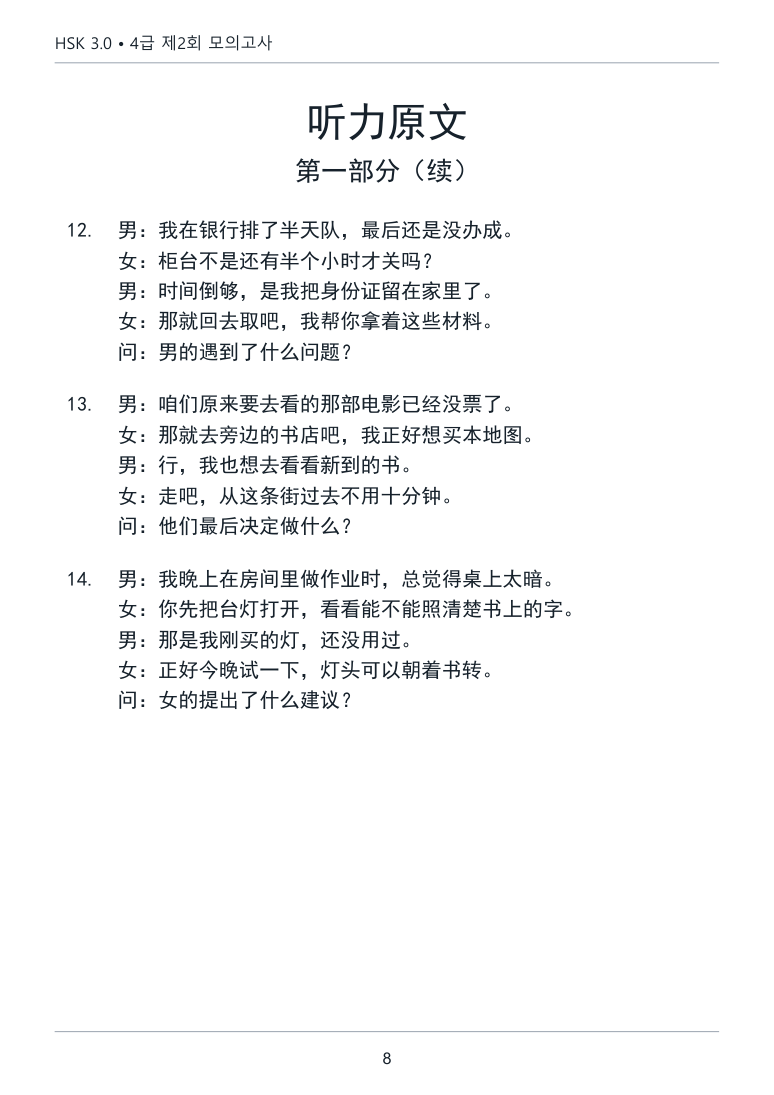 HSK 3.0 • 4급 제2회 모의고사
听力原文
第一部分（续）
12. 男：我在银行排了半天队，最后还是没办成。
女：柜台不是还有半个小时才关吗？
男：时间倒够，是我把身份证留在家里了。
女：那就回去取吧，我帮你拿着这些材料。
问：男的遇到了什么问题？
13. 男：咱们原来要去看的那部电影已经没票了。
女：那就去旁边的书店吧，我正好想买本地图。
男：行，我也想去看看新到的书。
女：走吧，从这条街过去不用十分钟。
问：他们最后决定做什么？
14. 男：我晚上在房间里做作业时，总觉得桌上太暗。
女：你先把台灯打开，看看能不能照清楚书上的字。
男：那是我刚买的灯，还没用过。
女：正好今晚试一下，灯头可以朝着书转。
问：女的提出了什么建议？
8